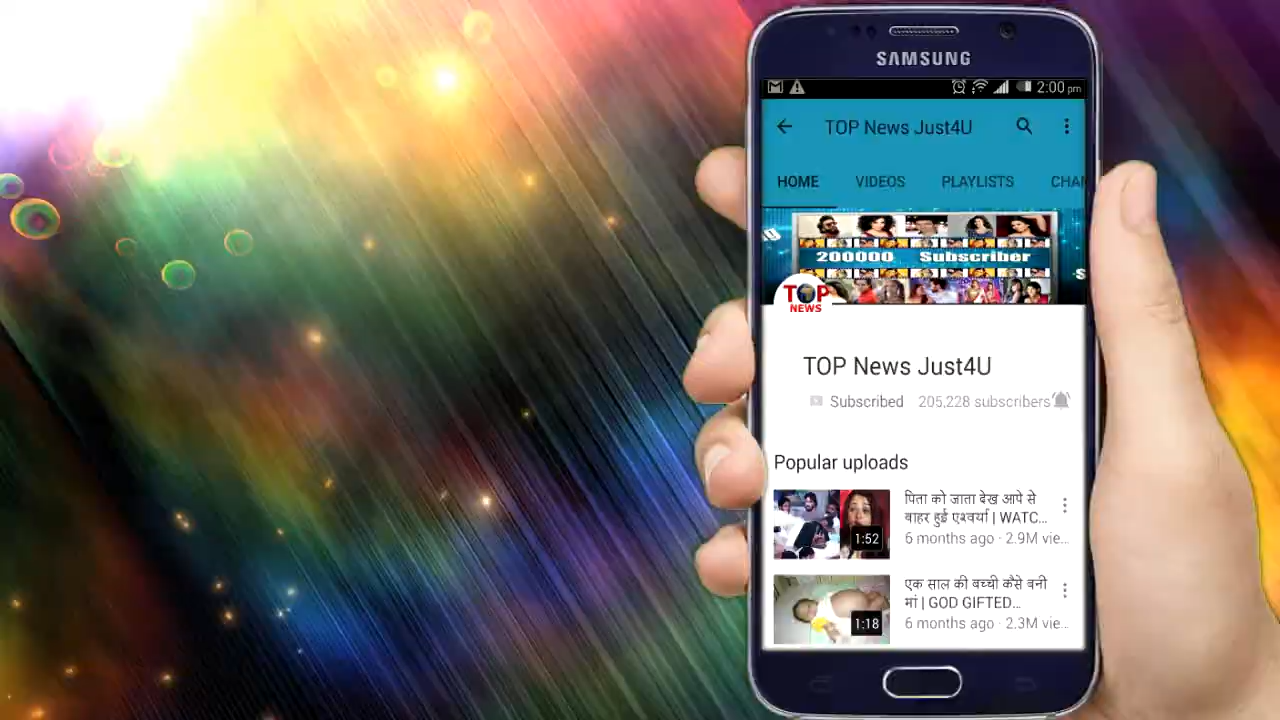 SAMSUNG
2:00 pm
TOP News Just4U
HOME VIDEOS PLAYLISTS CHAN
200000 Subscriber
TOP
NEWS
TOP News Just4U
Subscribed 205,228 subscribers
Popular uploads
पिता को जाता देख आपे से
बाहर हुई एश्वर्या | WATC...
1:52
6 months ago · 2.9M vie...
एक साल की बच्ची कैसे बनी
मां | GOD GIFTED...
1:18
6 months ago · 2.3M vie...